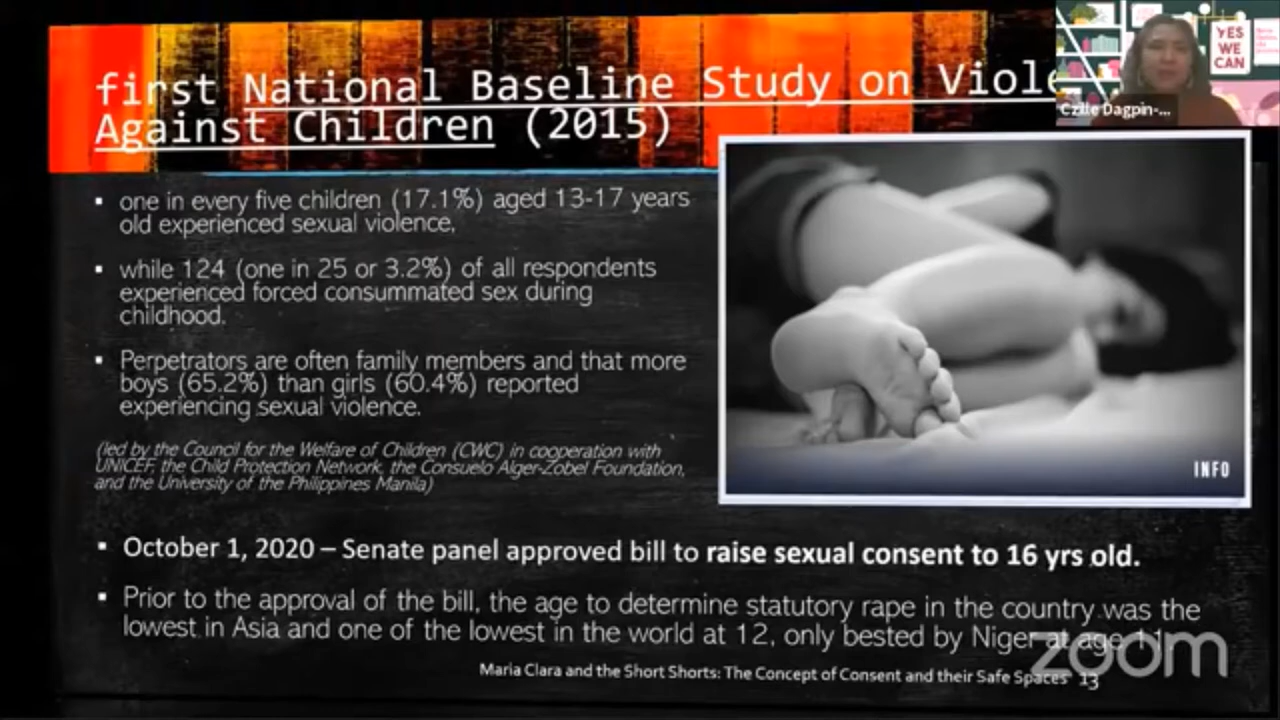 first National Baseline Study on Viole
Against Children (2015)
YES
WE
CAN
Czille Dagpin-...
▪ one in every five children (17.1%) aged 13-17 years
old experienced sexual violence,
▪ while 124 (one in 25 or 3.2%) of all respondents
experienced forced consummated sex during
childhood.
▪ Perpetrators are often family members and that more
boys (65.2%) than girls (60.4%) reported
experiencing sexual violence.
(led by the Council for the Welfare of Children (CWC) in cooperation with
UNICEF, the Child Protection Network, the Consuelo Alger-Zobel Foundation,
and the University of the Philippines Manila)
INFO
▪ October 1, 2020 – Senate panel approved bill to raise sexual consent to 16 yrs old.
▪ Prior to the approval of the bill, the age to determine statutory rape in the country was the
lowest in Asia and one of the lowest in the world at 12, only bested by Niger at age 11.
zoom
Maria Clara and the Short Shorts: The Concept of Consent and their Safe Spaces 13